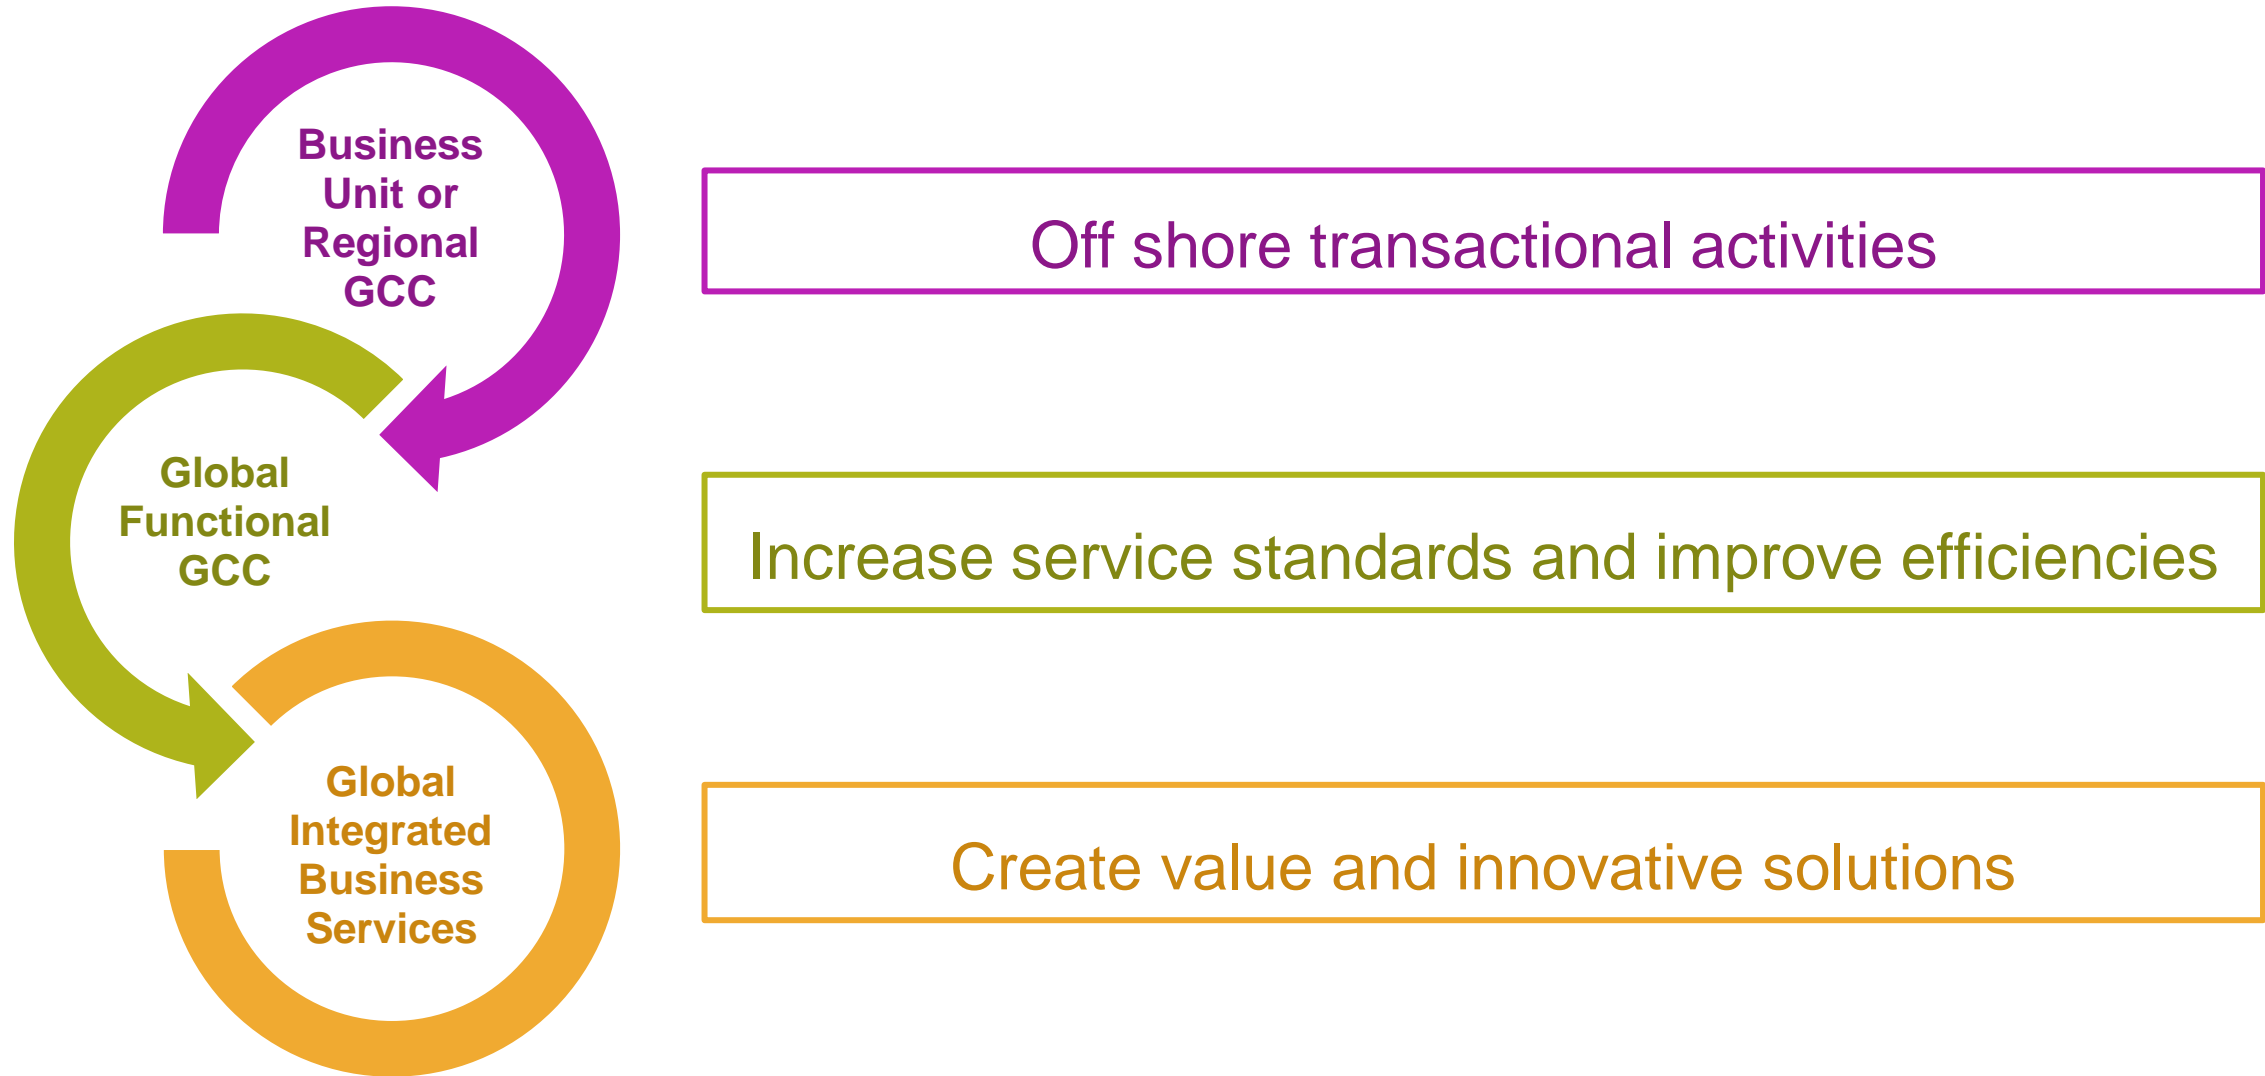 Business
Unit or
Regional
GCC
Off shore transactional activities
Global
Functional
GCC
Increase service standards and improve efficiencies
Global
Integrated
Business
Services
Create value and innovative solutions